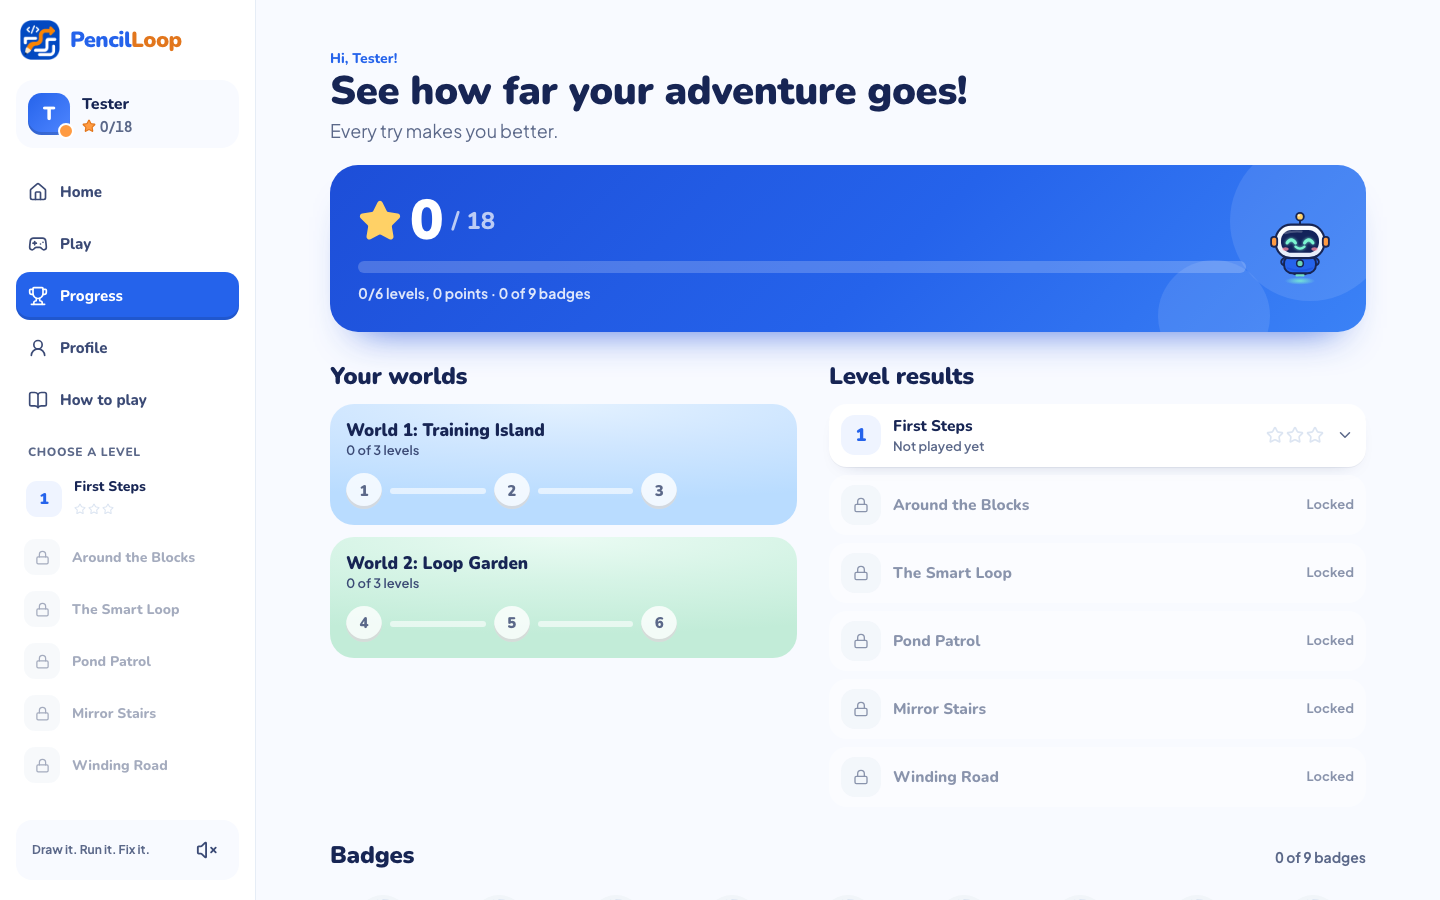 PencilLoop
T
Tester
0/18
Home
Play
Progress
Profile
How to play
CHOOSE A LEVEL
1
First Steps
Around the Blocks
The Smart Loop
Pond Patrol
Mirror Stairs
Winding Road
Draw it. Run it. Fix it.
Hi, Tester!
See how far your adventure goes!
Every try makes you better.
0 / 18
0/6 levels, 0 points · 0 of 9 badges
Your worlds
World 1: Training Island
0 of 3 levels
1 2 3
World 2: Loop Garden
0 of 3 levels
4 5 6
Level results
1
First Steps
Not played yet
Around the Blocks Locked
The Smart Loop Locked
Pond Patrol Locked
Mirror Stairs Locked
Winding Road Locked
Badges
0 of 9 badges